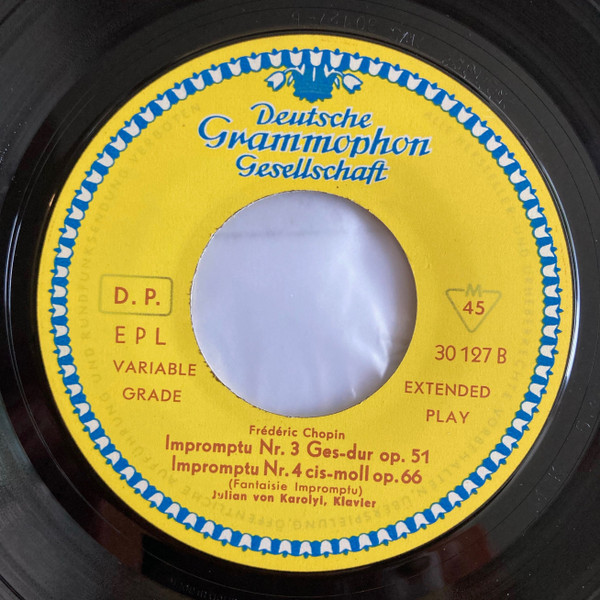 Deutsche
Grammophon
Gesellschaft
D. P.
M
45
E P L
30 127 B
VARIABLE
GRADE
EXTENDED
PLAY
Frédéric Chopin
Impromptu Nr. 3 Ges-dur op. 51
Impromptu Nr. 4 cis-moll op. 66
(Fantaisie Impromptu)
Julian von Karolyi, Klavier